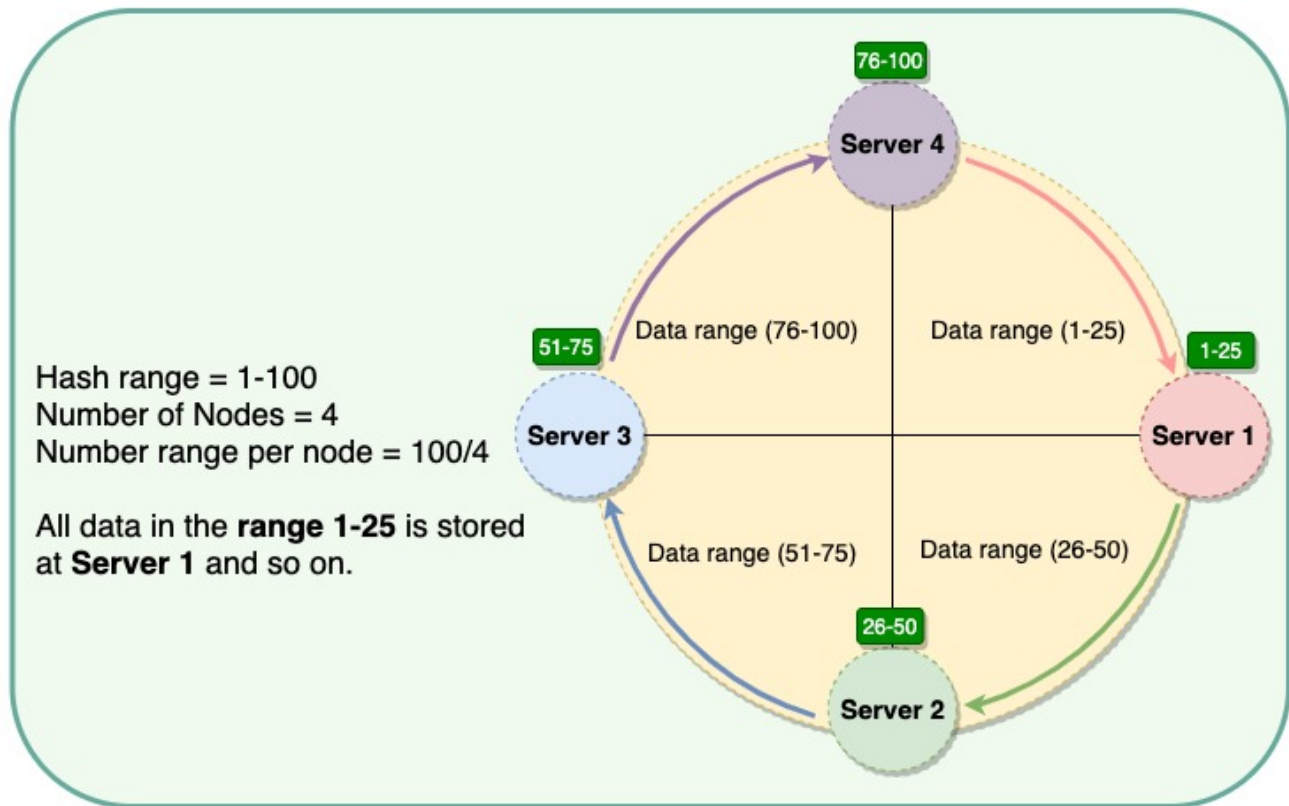 76-100
Server 4
Data range (76-100)
Data range (1-25)
51-75
1-25
Hash range = 1-100
Number of Nodes = 4
Number range per node = 100/4
Server 3
Server 1
All data in the range 1-25 is stored
at Server 1 and so on.
Data range (51-75)
Data range (26-50)
26-50
Server 2